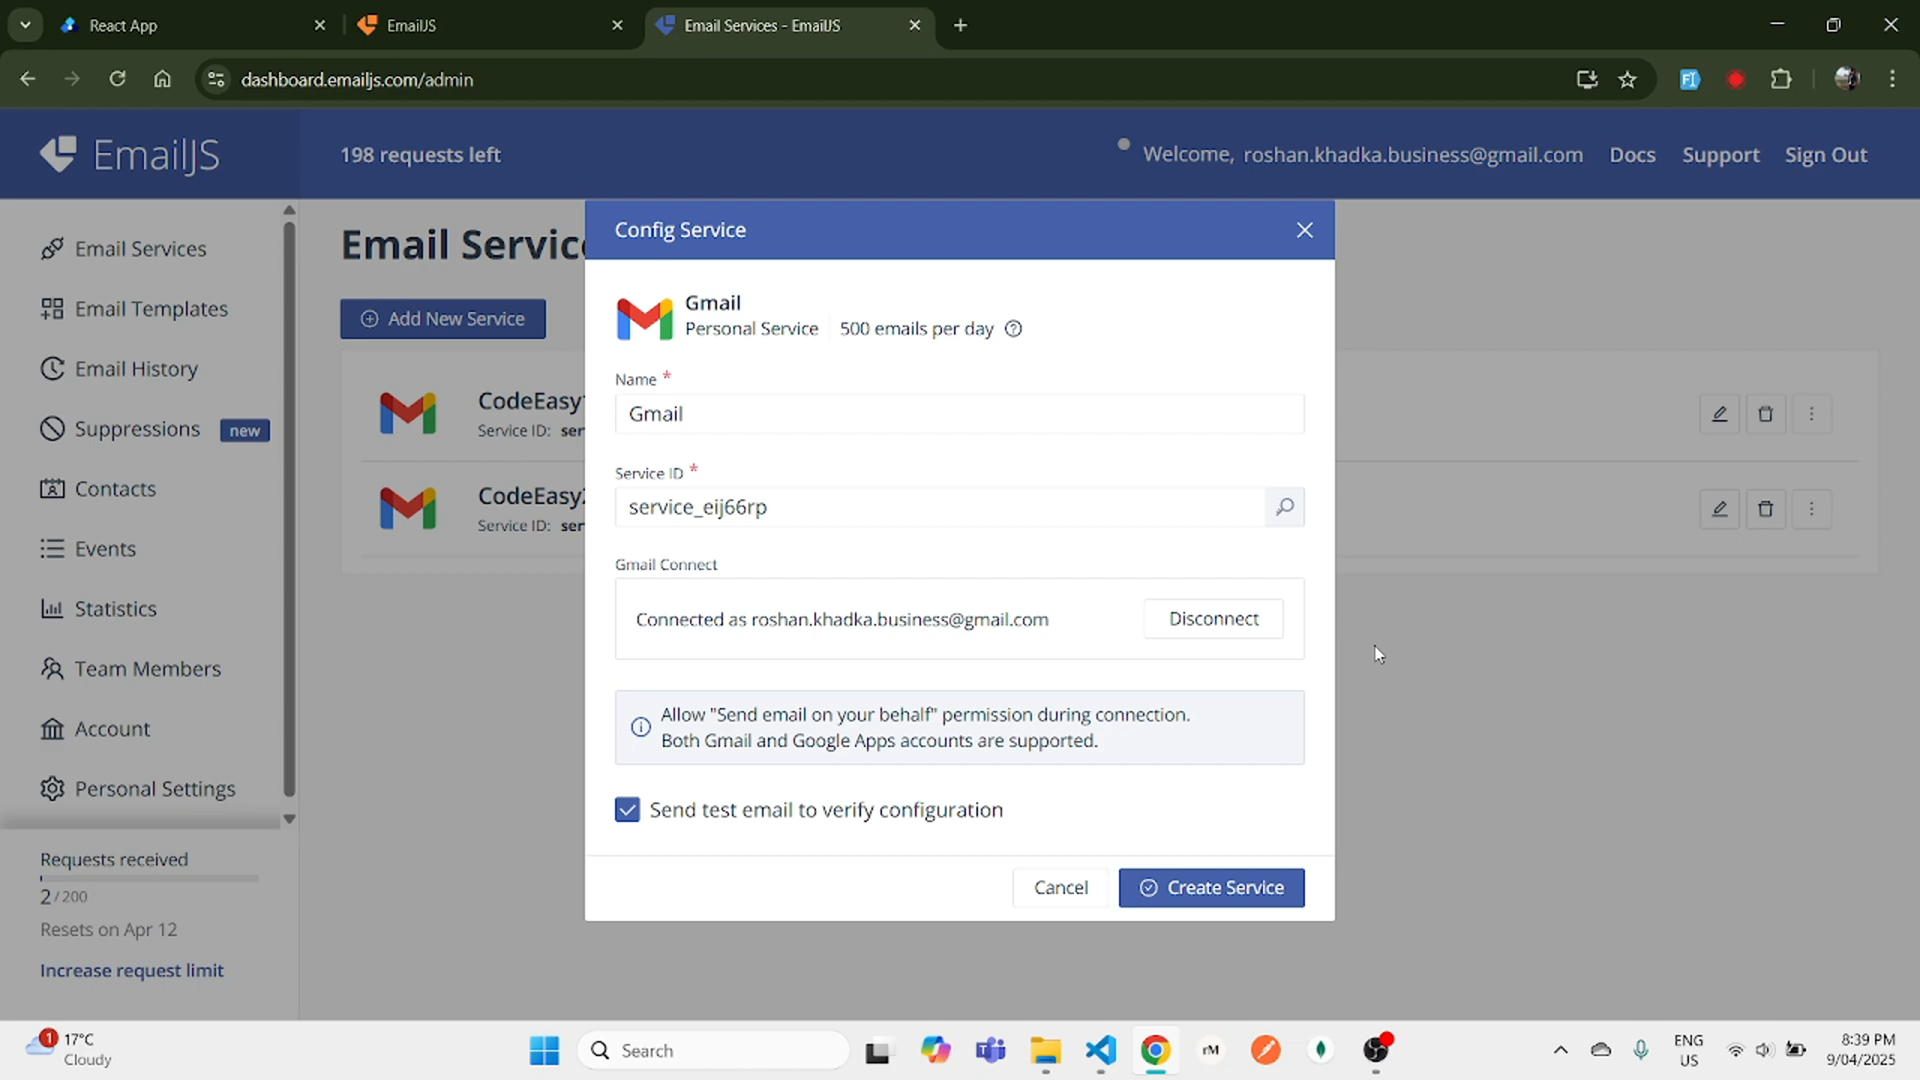 React App
EmailJS
Email Services - EmailJS
dashboard.emailjs.com/admin
EmailJS
198 requests left
Welcome, roshan.khadka.business@gmail.com
Docs
Support
Sign Out
Email Services
Email Templates
Email History
Suppressions
new
Contacts
Events
Statistics
Team Members
Account
Personal Settings
Requests received
2 / 200
Resets on Apr 12
Increase request limit
Email Servic
Add New Service
CodeEasy
Service ID: ser
CodeEasy
Service ID: ser
Config Service
Gmail
Personal Service
500 emails per day
Name *
Gmail
Service ID *
service_eij66rp
Gmail Connect
Connected as roshan.khadka.business@gmail.com
Disconnect
Allow "Send email on your behalf" permission during connection.
Both Gmail and Google Apps accounts are supported.
Send test email to verify configuration
Cancel
Create Service
1
17°C
Cloudy
Search
rM
ENG
US
8:39 PM
9/04/2025